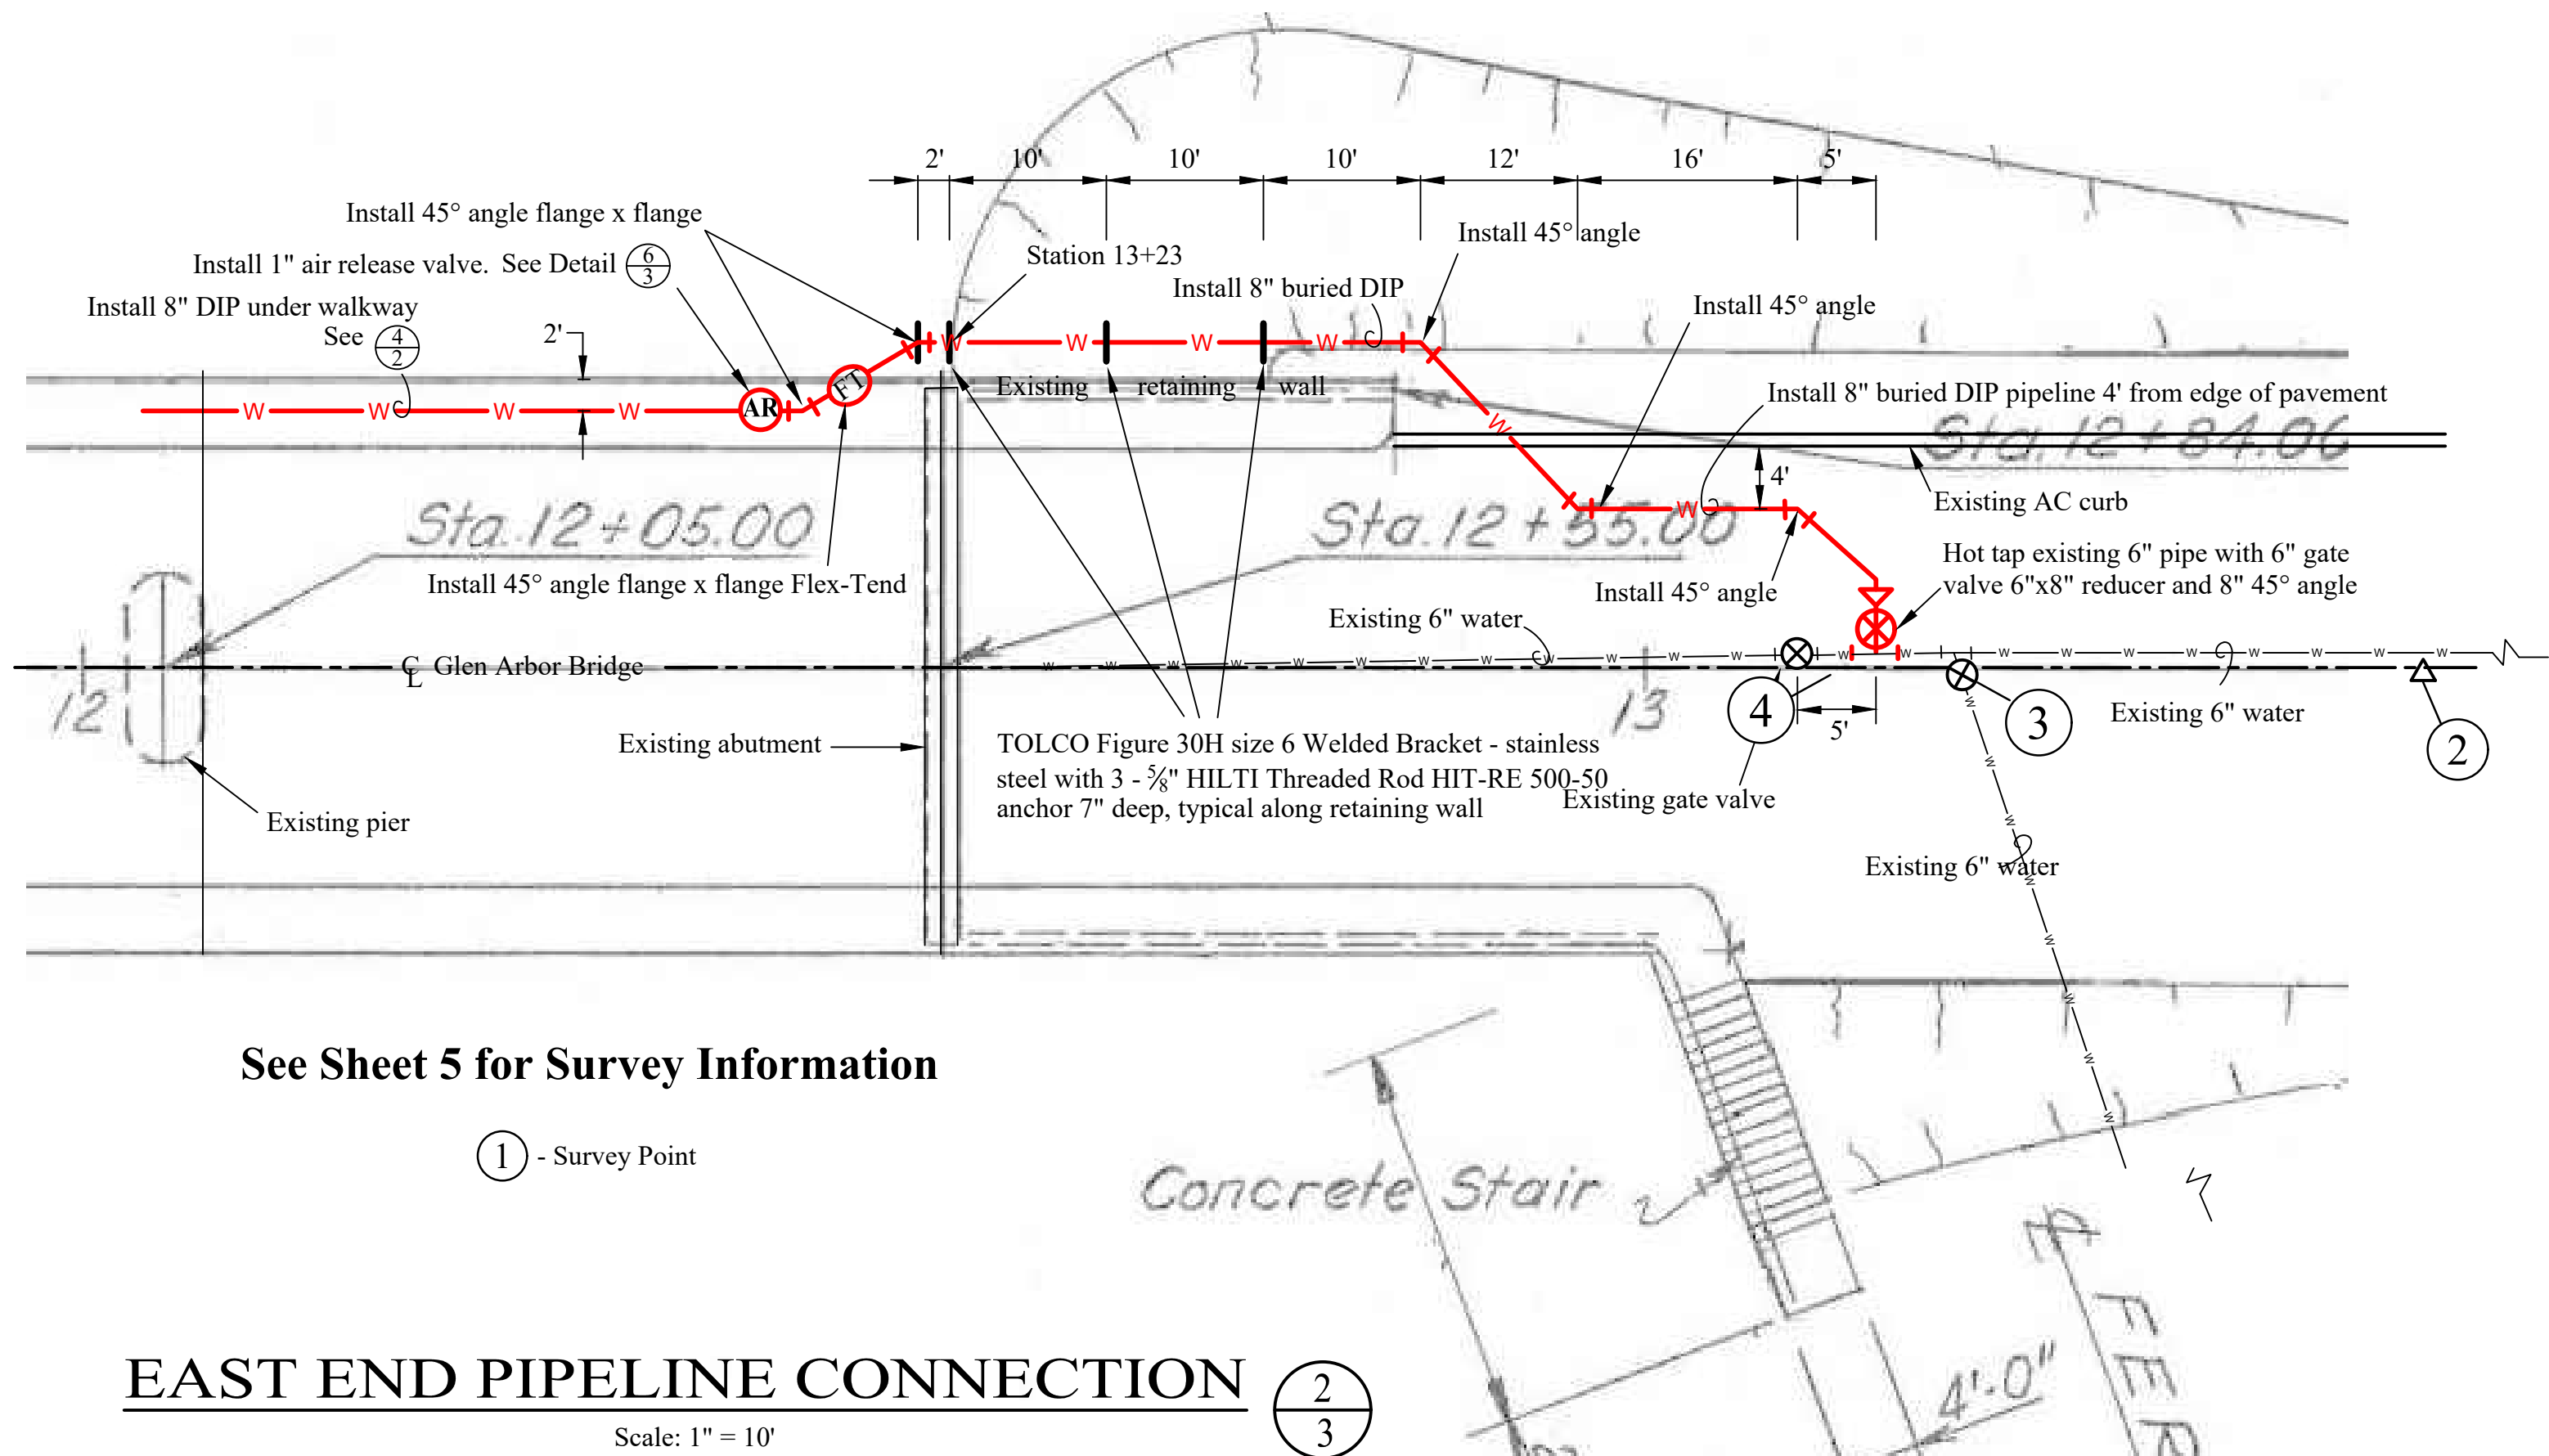 2' 10' 10' 10' 12' 16' 5'
Install 45° angle flange x flange
Install 45° angle
Station 13+23
Install 1" air release valve. See Detail 6/3
Install 8" buried DIP
Install 45° angle
Install 8" DIP under walkway
See 4/2
2'
W W W W
Existing retaining wall
FT
AR
W W W W
W
Install 8" buried DIP pipeline 4' from edge of pavement
Sta. 12+84.06
4'
Existing AC curb
W
Sta. 12+05.00
Sta. 12+55.00
Install 45° angle flange x flange Flex-Tend
Hot tap existing 6" pipe with 6" gate
valve 6"x8" reducer and 8" 45° angle
Install 45° angle
Existing 6" water
℄ Glen Arbor Bridge
12
13
4
5'
3
Existing 6" water
2
Existing abutment
TOLCO Figure 30H size 6 Welded Bracket - stainless
steel with 3 - 5/8" HILTI Threaded Rod HIT-RE 500-50
anchor 7" deep, typical along retaining wall
Existing gate valve
Existing pier
Existing 6" water
See Sheet 5 for Survey Information
1 - Survey Point
Concrete Stair
4'-0"
EAST END PIPELINE CONNECTION
2/3
Scale: 1" = 10'